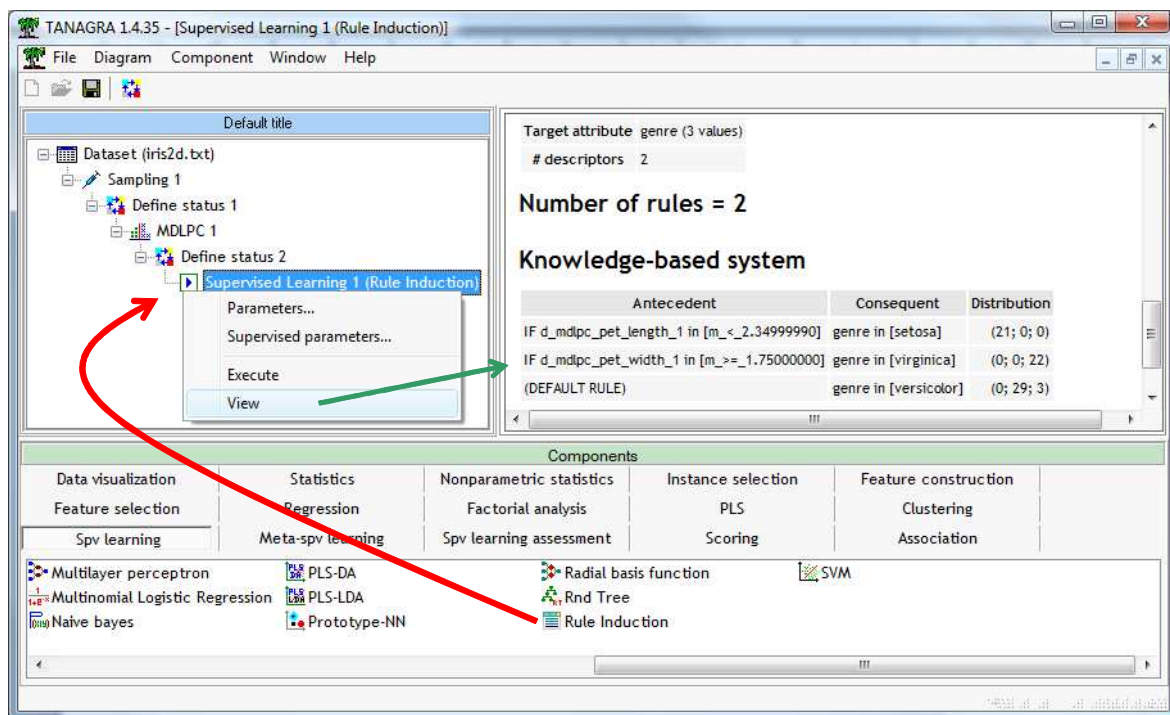 TANAGRA 1.4.35 - [Supervised Learning 1 (Rule Induction)]
File Diagram Component Window Help
Default title
Dataset (iris2d.txt)
Sampling 1
Define status 1
MDLPC 1
Define status 2
Supervised Learning 1 (Rule Induction)
Parameters...
Supervised parameters...
Execute
View
Target attribute genre (3 values)
# descriptors 2
Number of rules = 2
Knowledge-based system
Antecedent Consequent Distribution
IF d_mdlpc_pet_length_1 in [m_<_2.34999990] genre in [setosa] (21; 0; 0)
IF d_mdlpc_pet_width_1 in [m_>=_1.75000000] genre in [virginica] (0; 0; 22)
(DEFAULT RULE) genre in [versicolor] (0; 29; 3)
Components
Data visualization Statistics Nonparametric statistics Instance selection Feature construction
Feature selection Regression Factorial analysis PLS Clustering
Spv learning Meta-spv learning Spv learning assessment Scoring Association
Multilayer perceptron PLS-DA Radial basis function SVM
Multinomial Logistic Regression PLS-LDA Rnd Tree
Naive bayes Prototype-NN Rule Induction